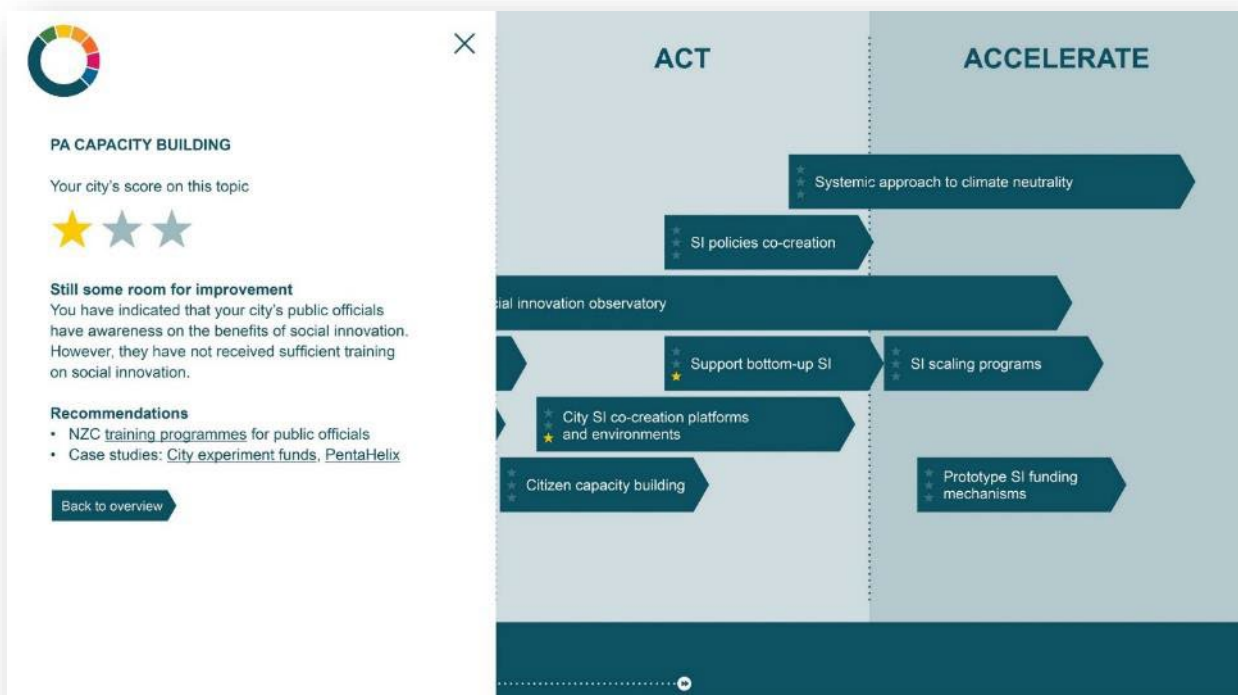 PA CAPACITY BUILDING
Your city's score on this topic
Still some room for improvement
You have indicated that your city's public officials
have awareness on the benefits of social innovation.
However, they have not received sufficient training
on social innovation.
Recommendations
• NZC training programmes for public officials
• Case studies: City experiment funds, PentaHelix
Back to overview
ACT
ACCELERATE
Systemic approach to climate neutrality
SI policies co-creation
innovation observatory
Support bottom-up SI
SI scaling programs
City SI co-creation platforms
and environments
Citizen capacity building
Prototype SI funding
mechanisms